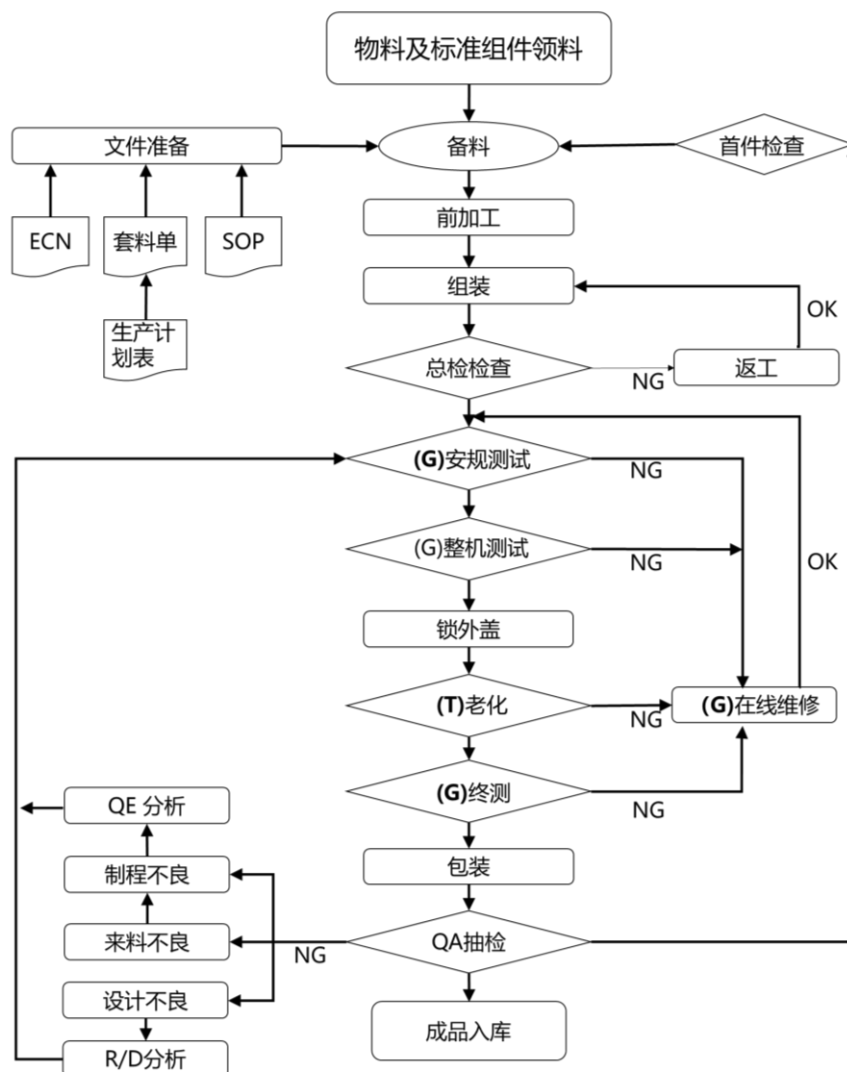 物料及标准组件领料
文件准备
备料
首件检查
ECN
套料单
SOP
前加工
组装
OK
生产计
划表
总检检查
NG
返工
(G)安规测试
NG
(G)整机测试
NG
OK
锁外盖
(T)老化
NG
(G)在线维修
QE 分析
(G)终测
NG
制程不良
包装
来料不良
NG
QA抽检
设计不良
成品入库
R/D分析